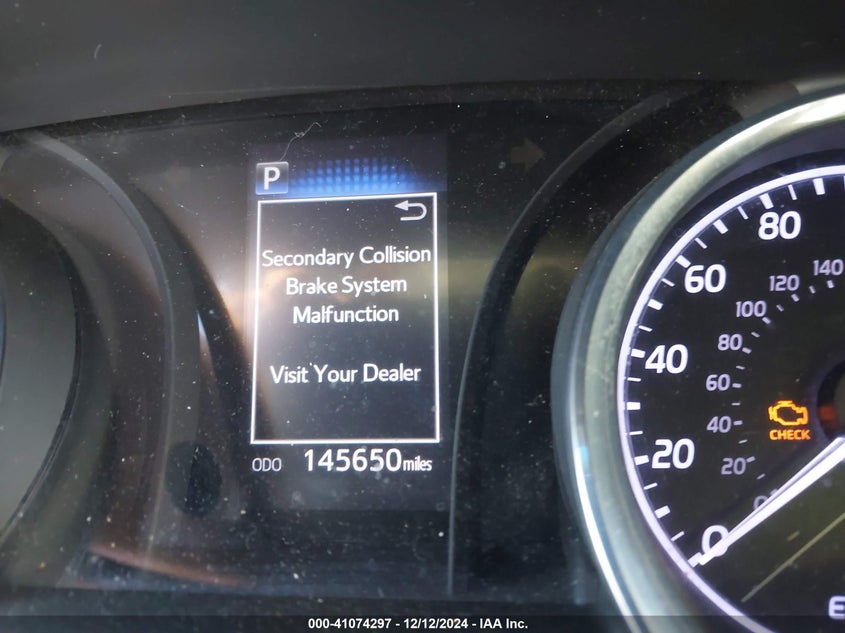 P
Secondary Collision
Brake System
Malfunction
Visit Your Dealer
ODO 145650 miles
80
60
40
20
0
140
120
100
80
60
40
20
CHECK
E
000-41074297 - 12/12/2024 - IAA Inc.